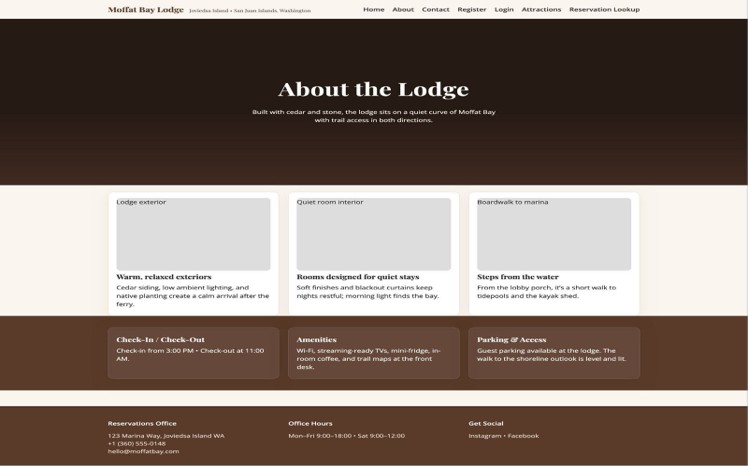 Moffat Bay Lodge Joviedsa Island • San Juan Islands, Washington Home About Contact Register Login Attractions Reservation Lookup
About the Lodge
Built with cedar and stone, the lodge sits on a quiet curve of Moffat Bay
with trail access in both directions.
Lodge exterior
Warm, relaxed exteriors
Cedar siding, low ambient lighting, and
native planting create a calm arrival after the
ferry.
Quiet room interior
Rooms designed for quiet stays
Soft finishes and blackout curtains keep
nights restful; morning light finds the bay.
Boardwalk to marina
Steps from the water
From the lobby porch, it's a short walk to
tidepools and the kayak shed.
Check-In / Check-Out
Check-in from 3:00 PM • Check-out at 11:00
AM.
Amenities
Wi-Fi, streaming-ready TVs, mini-fridge, in-
room coffee, and trail maps at the front
desk.
Parking & Access
Guest parking available at the lodge. The
walk to the shoreline outlook is level and lit.
Reservations Office
123 Marina Way, Joviedsa Island WA
+1 (360) 555-0148
hello@moffatbay.com
Office Hours
Mon–Fri 9:00–18:00 • Sat 9:00–12:00
Get Social
Instagram • Facebook